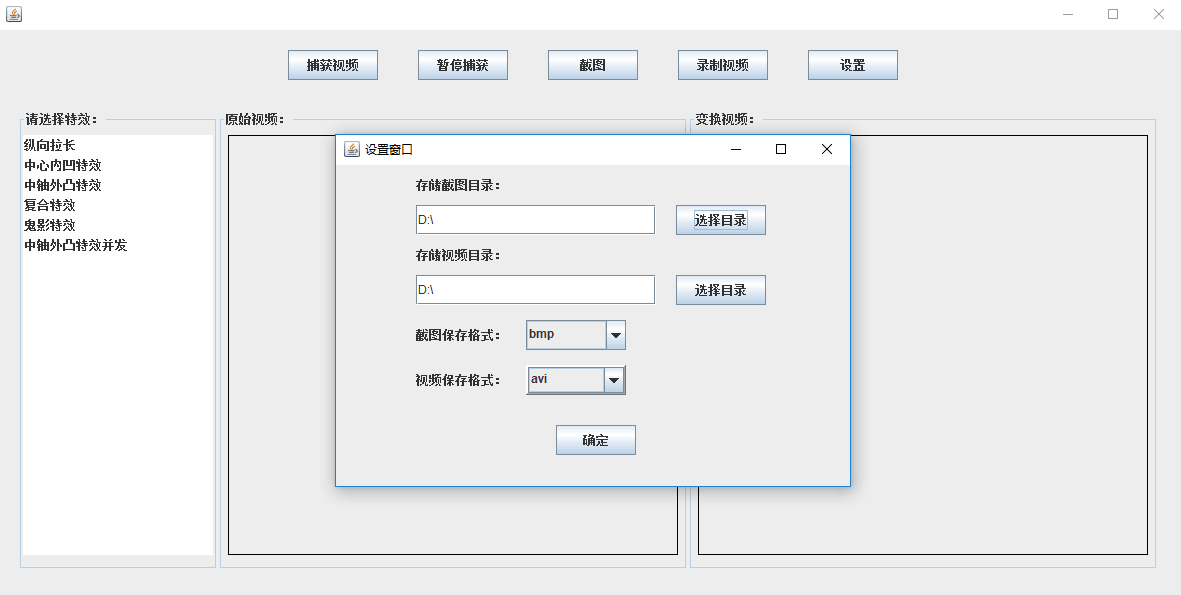 捕获视频
暂停捕获
截图
录制视频
设置
请选择特效：
纵向拉长
中心内凹特效
中轴外凸特效
复合特效
鬼影特效
中轴外凸特效并发
原始视频：
变换视频：
设置窗口
存储截图目录：
D:\
选择目录
存储视频目录：
D:\
选择目录
截图保存格式：
bmp
视频保存格式：
avi
确定